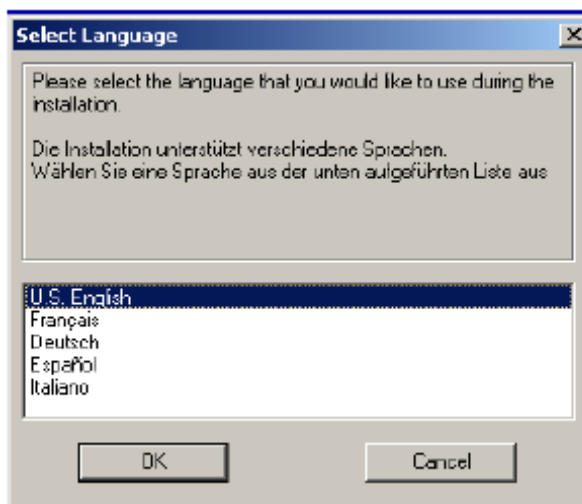 Select Language
Please select the language that you would like to use during the
installation.
Die Installation unterstützt verschiedene Sprachen.
Wählen Sie eine Sprache aus der unten aufgeführten Liste aus
U.S. English
Français
Deutsch
Español
Italiano
OK
Cancel